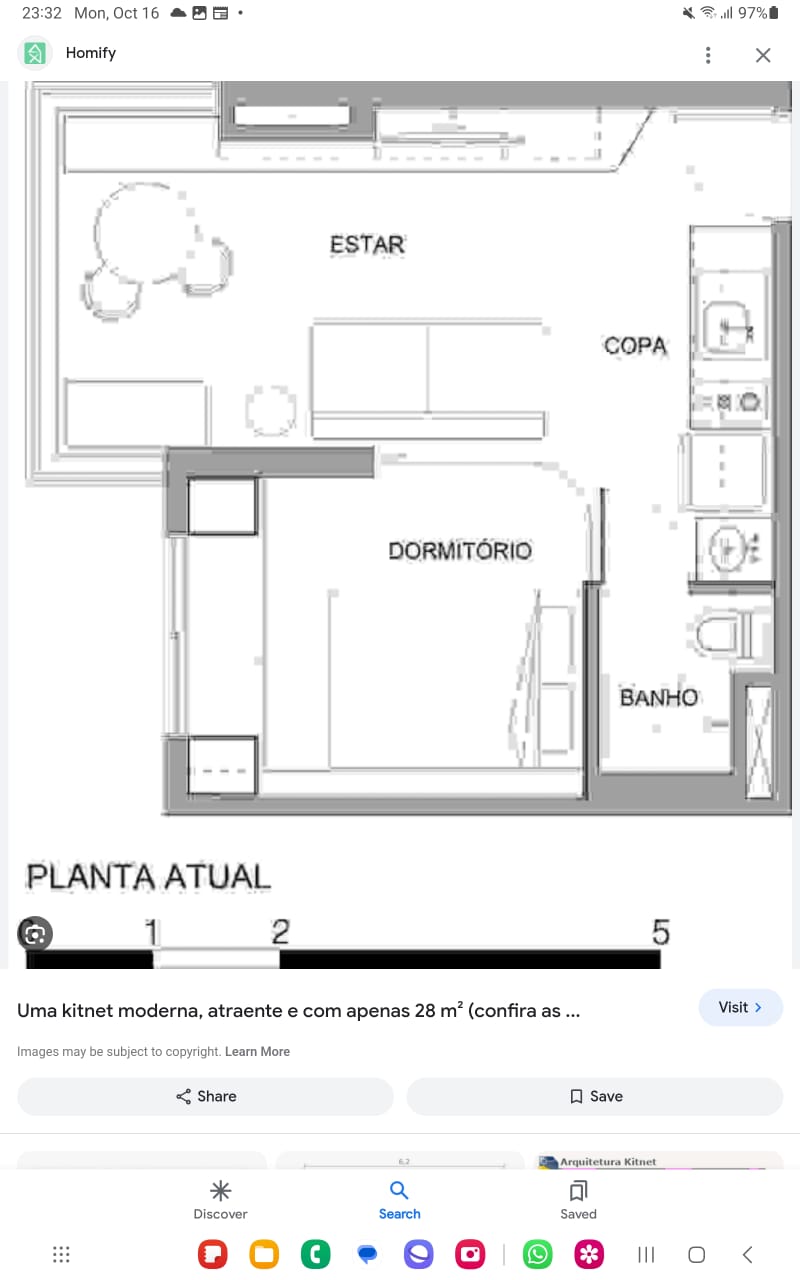 23:32 Mon, Oct 16
97%
Homify
ESTAR
COPA
DORMITÓRIO
BANHO
PLANTA ATUAL
1 2 5
Uma kitnet moderna, atraente e com apenas 28 m² (confira as ...
Visit
Images may be subject to copyright. Learn More
Share
Save
6,2
Arquitetura Kitnet
Discover
Search
Saved